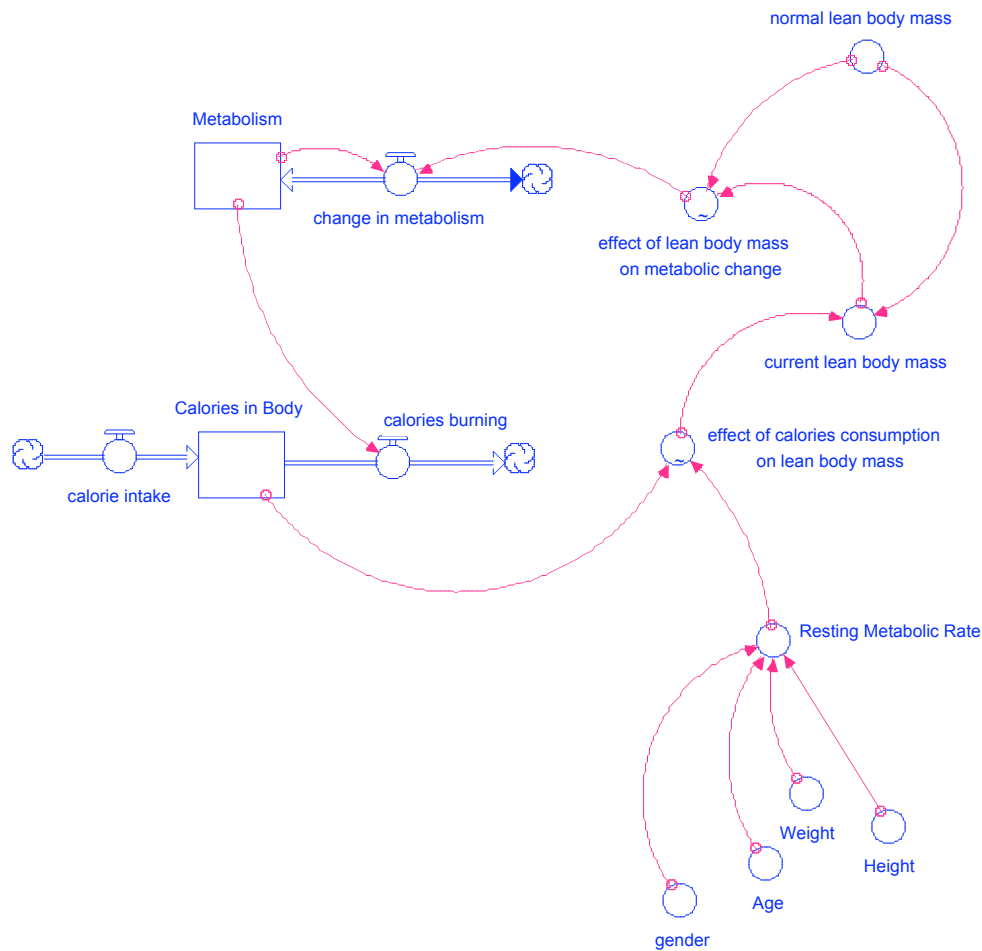 normal lean body mass
Metabolism
change in metabolism
effect of lean body mass
on metabolic change
current lean body mass
Calories in Body
calories burning
effect of calories consumption
on lean body mass
calorie intake
Resting Metabolic Rate
Weight
Height
Age
gender